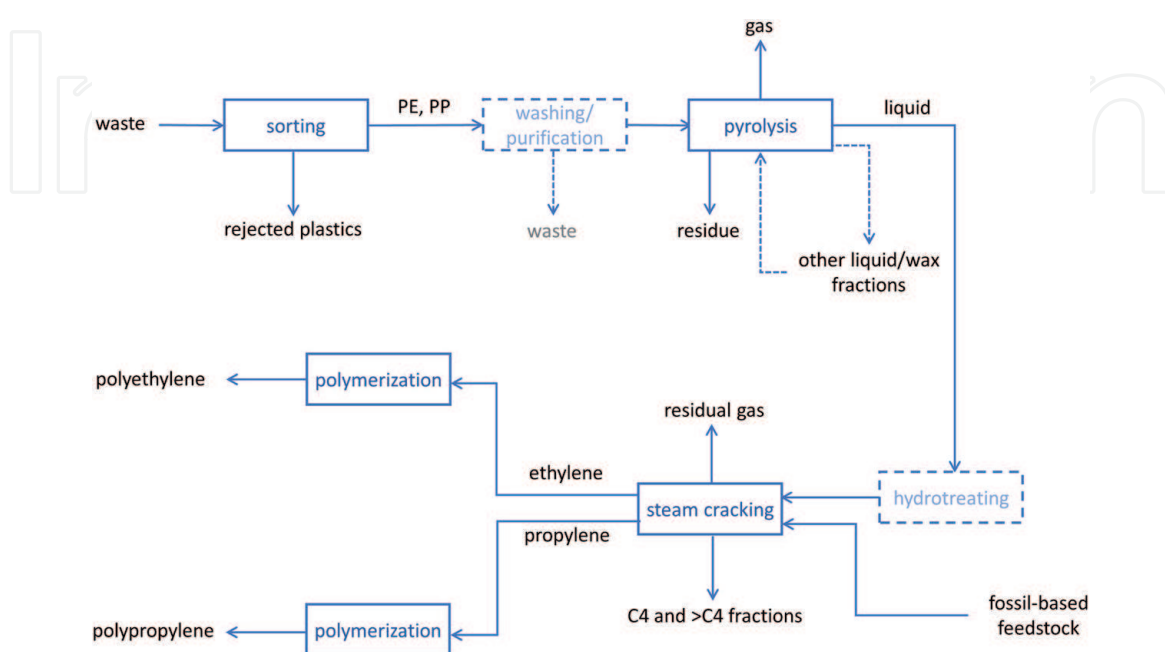 gas
waste
sorting
PE, PP
washing/
purification
pyrolysis
liquid
rejected plastics
waste
residue
other liquid/wax
fractions
polyethylene
polymerization
residual gas
ethylene
steam cracking
hydrotreating
propylene
polypropylene
polymerization
C4 and >C4 fractions
fossil-based
feedstock